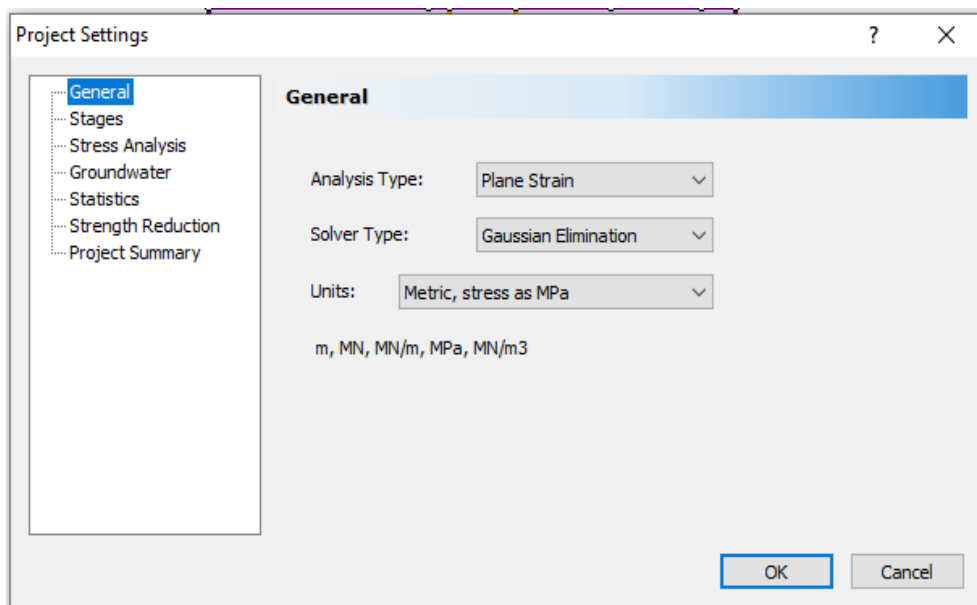 Project Settings
?
General
Stages
Stress Analysis
Groundwater
Statistics
Strength Reduction
Project Summary
General
Analysis Type: Plane Strain
Solver Type: Gaussian Elimination
Units: Metric, stress as MPa
m, MN, MN/m, MPa, MN/m3
OK Cancel